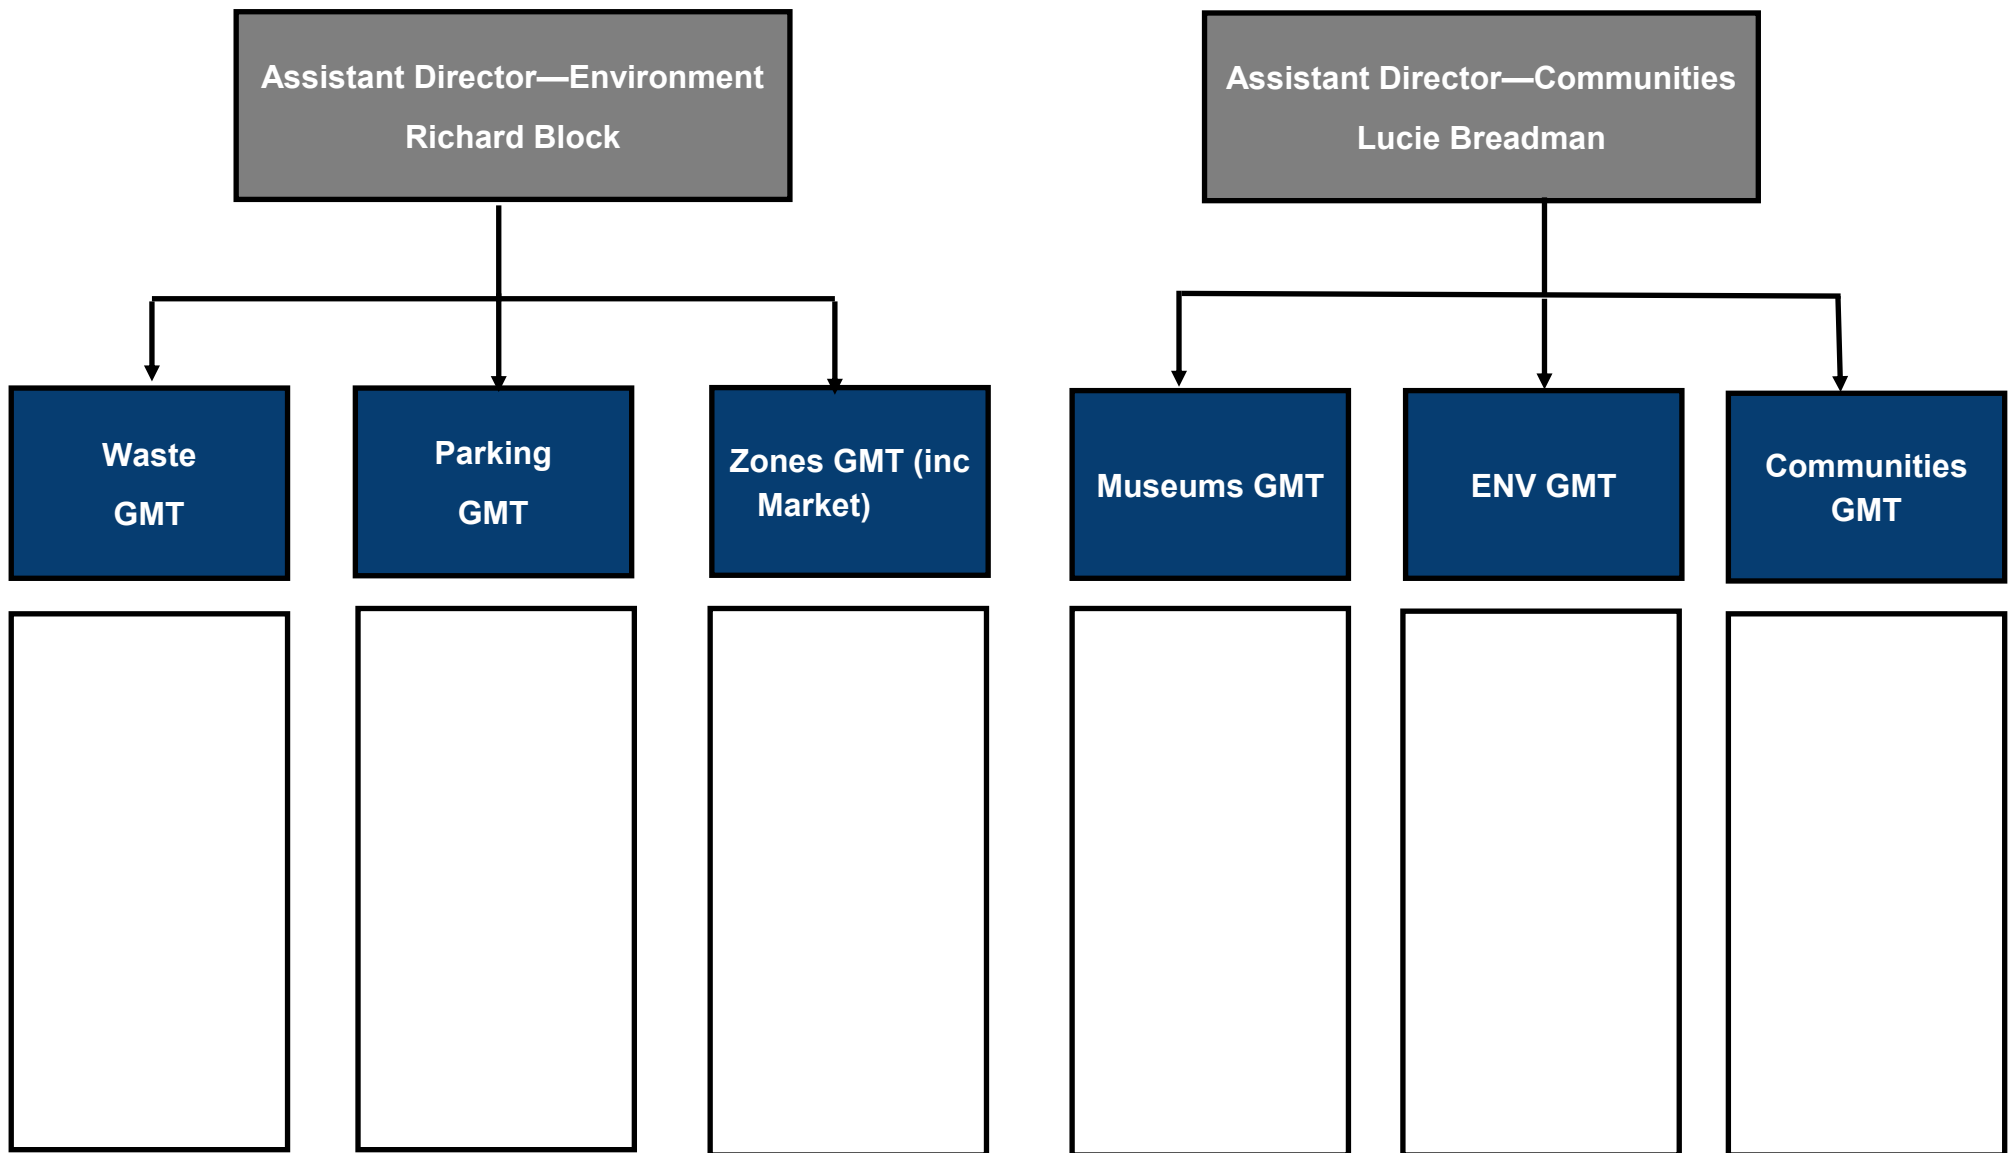 Assistant Director—Environment
Richard Block
Assistant Director—Communities
Lucie Breadman
Waste
GMT
Parking
GMT
Zones GMT (inc
Market)
Museums GMT
ENV GMT
Communities
GMT